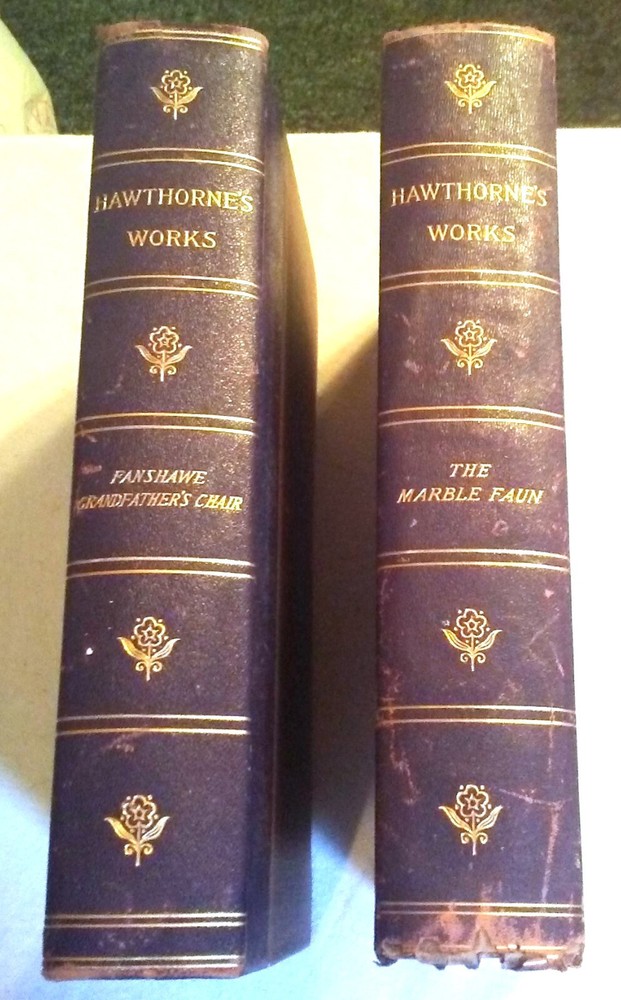 HAWTHORNE'S
WORKS
FANSHAWE
GRANDFATHER'S CHAIR
HAWTHORNE'S
WORKS
THE
MARBLE FAUN